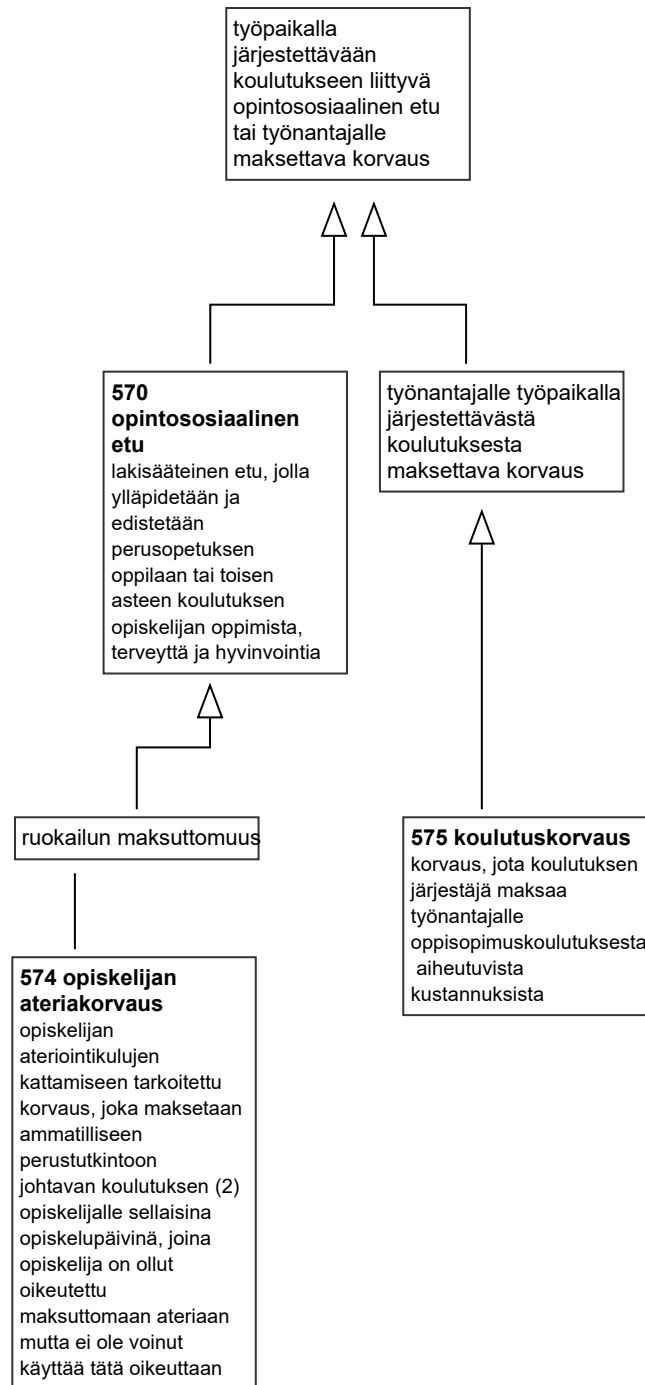 työpaikalla
järjestettävään
koulutukseen liittyvä
opintososiaalinen etu
tai työnantajalle
maksettava korvaus
570
opintososiaalinen
etu
lakisääteinen etu, jolla
ylläpidetään ja
edistetään
perusopetuksen
oppilaan tai toisen
asteen koulutuksen
opiskelijan oppimista,
terveyttä ja hyvinvointia
työnantajalle työpaikalla
järjestettävästä
koulutuksesta
maksettava korvaus
ruokailun maksuttomuus
574 opiskelijan
ateriakorvaus
opiskelijan
ateriointikulujen
kattamiseen tarkoitettu
korvaus, joka maksetaan
ammatilliseen
perustutkintoon
johtavan koulutuksen (2)
opiskelijalle sellaisina
opiskelupäivinä, joina
opiskelija on ollut
oikeutettu
maksuttomaan ateriaan
mutta ei ole voinut
käyttää tätä oikeuttaan
575 koulutuskorvaus
korvaus, jota koulutuksen
järjestäjä maksaa
työnantajalle
oppisopimuskoulutuksesta
aiheutuvista
kustannuksista